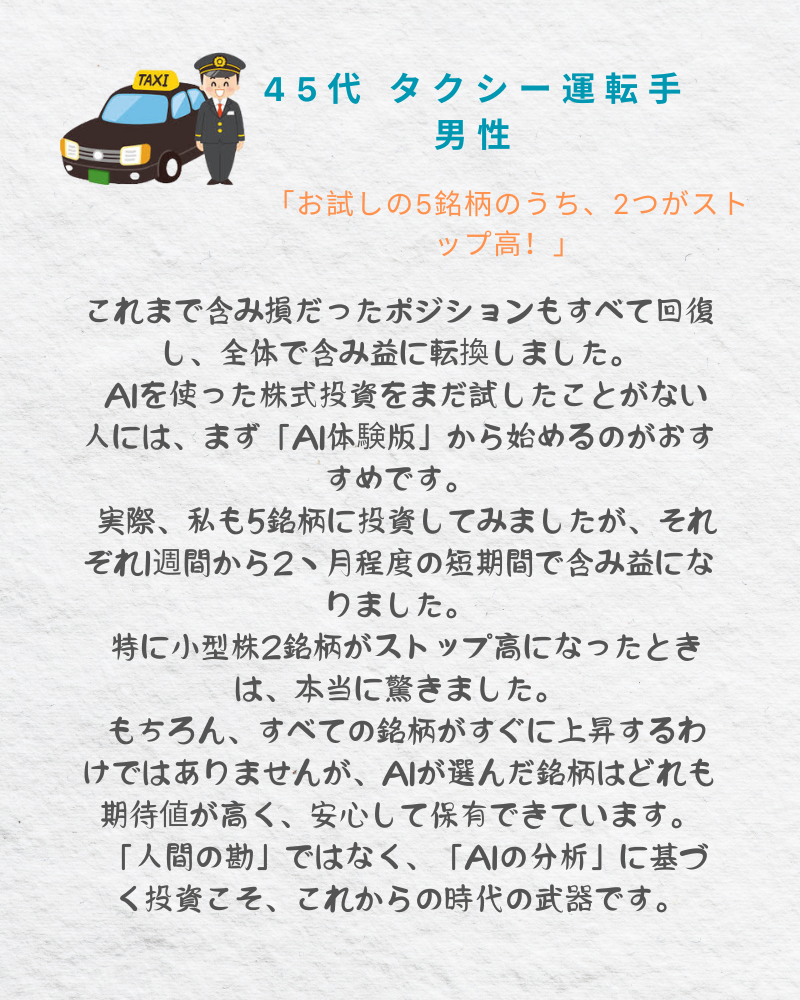 TAXI
45代 タクシー運転手
男性
「お試しの5銘柄のうち、2つがスト
ップ高！」
これまで含み損だったポジションもすべて回復
し、全体で含み益に転換しました。
AIを使った株式投資をまだ試したことがない
人には、まず「AI体験版」から始めるのがおす
すめです。
実際、私も5銘柄に投資してみましたが、それ
ぞれ1週間から2ヽ月程度の短期間で含み益にな
りました。
特に小型株2銘柄がストップ高になったとき
は、本当に驚きました。
もちろん、すべての銘柄がすぐに上昇するわ
けではありませんが、AIが選んだ銘柄はどれも
期待値が高く、安心して保有できています。
「人間の勘」ではなく、「AIの分析」に基づ
く投資こそ、これからの時代の武器です。